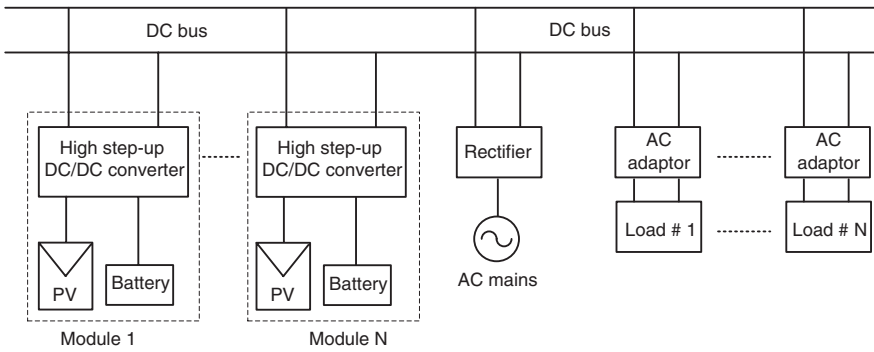 DC bus
DC bus
High step-up
DC/DC converter
High step-up
DC/DC converter
Rectifier
AC
adaptor
AC
adaptor
Load # 1
Load # N
PV
Battery
PV
Battery
AC mains
Module 1
Module N